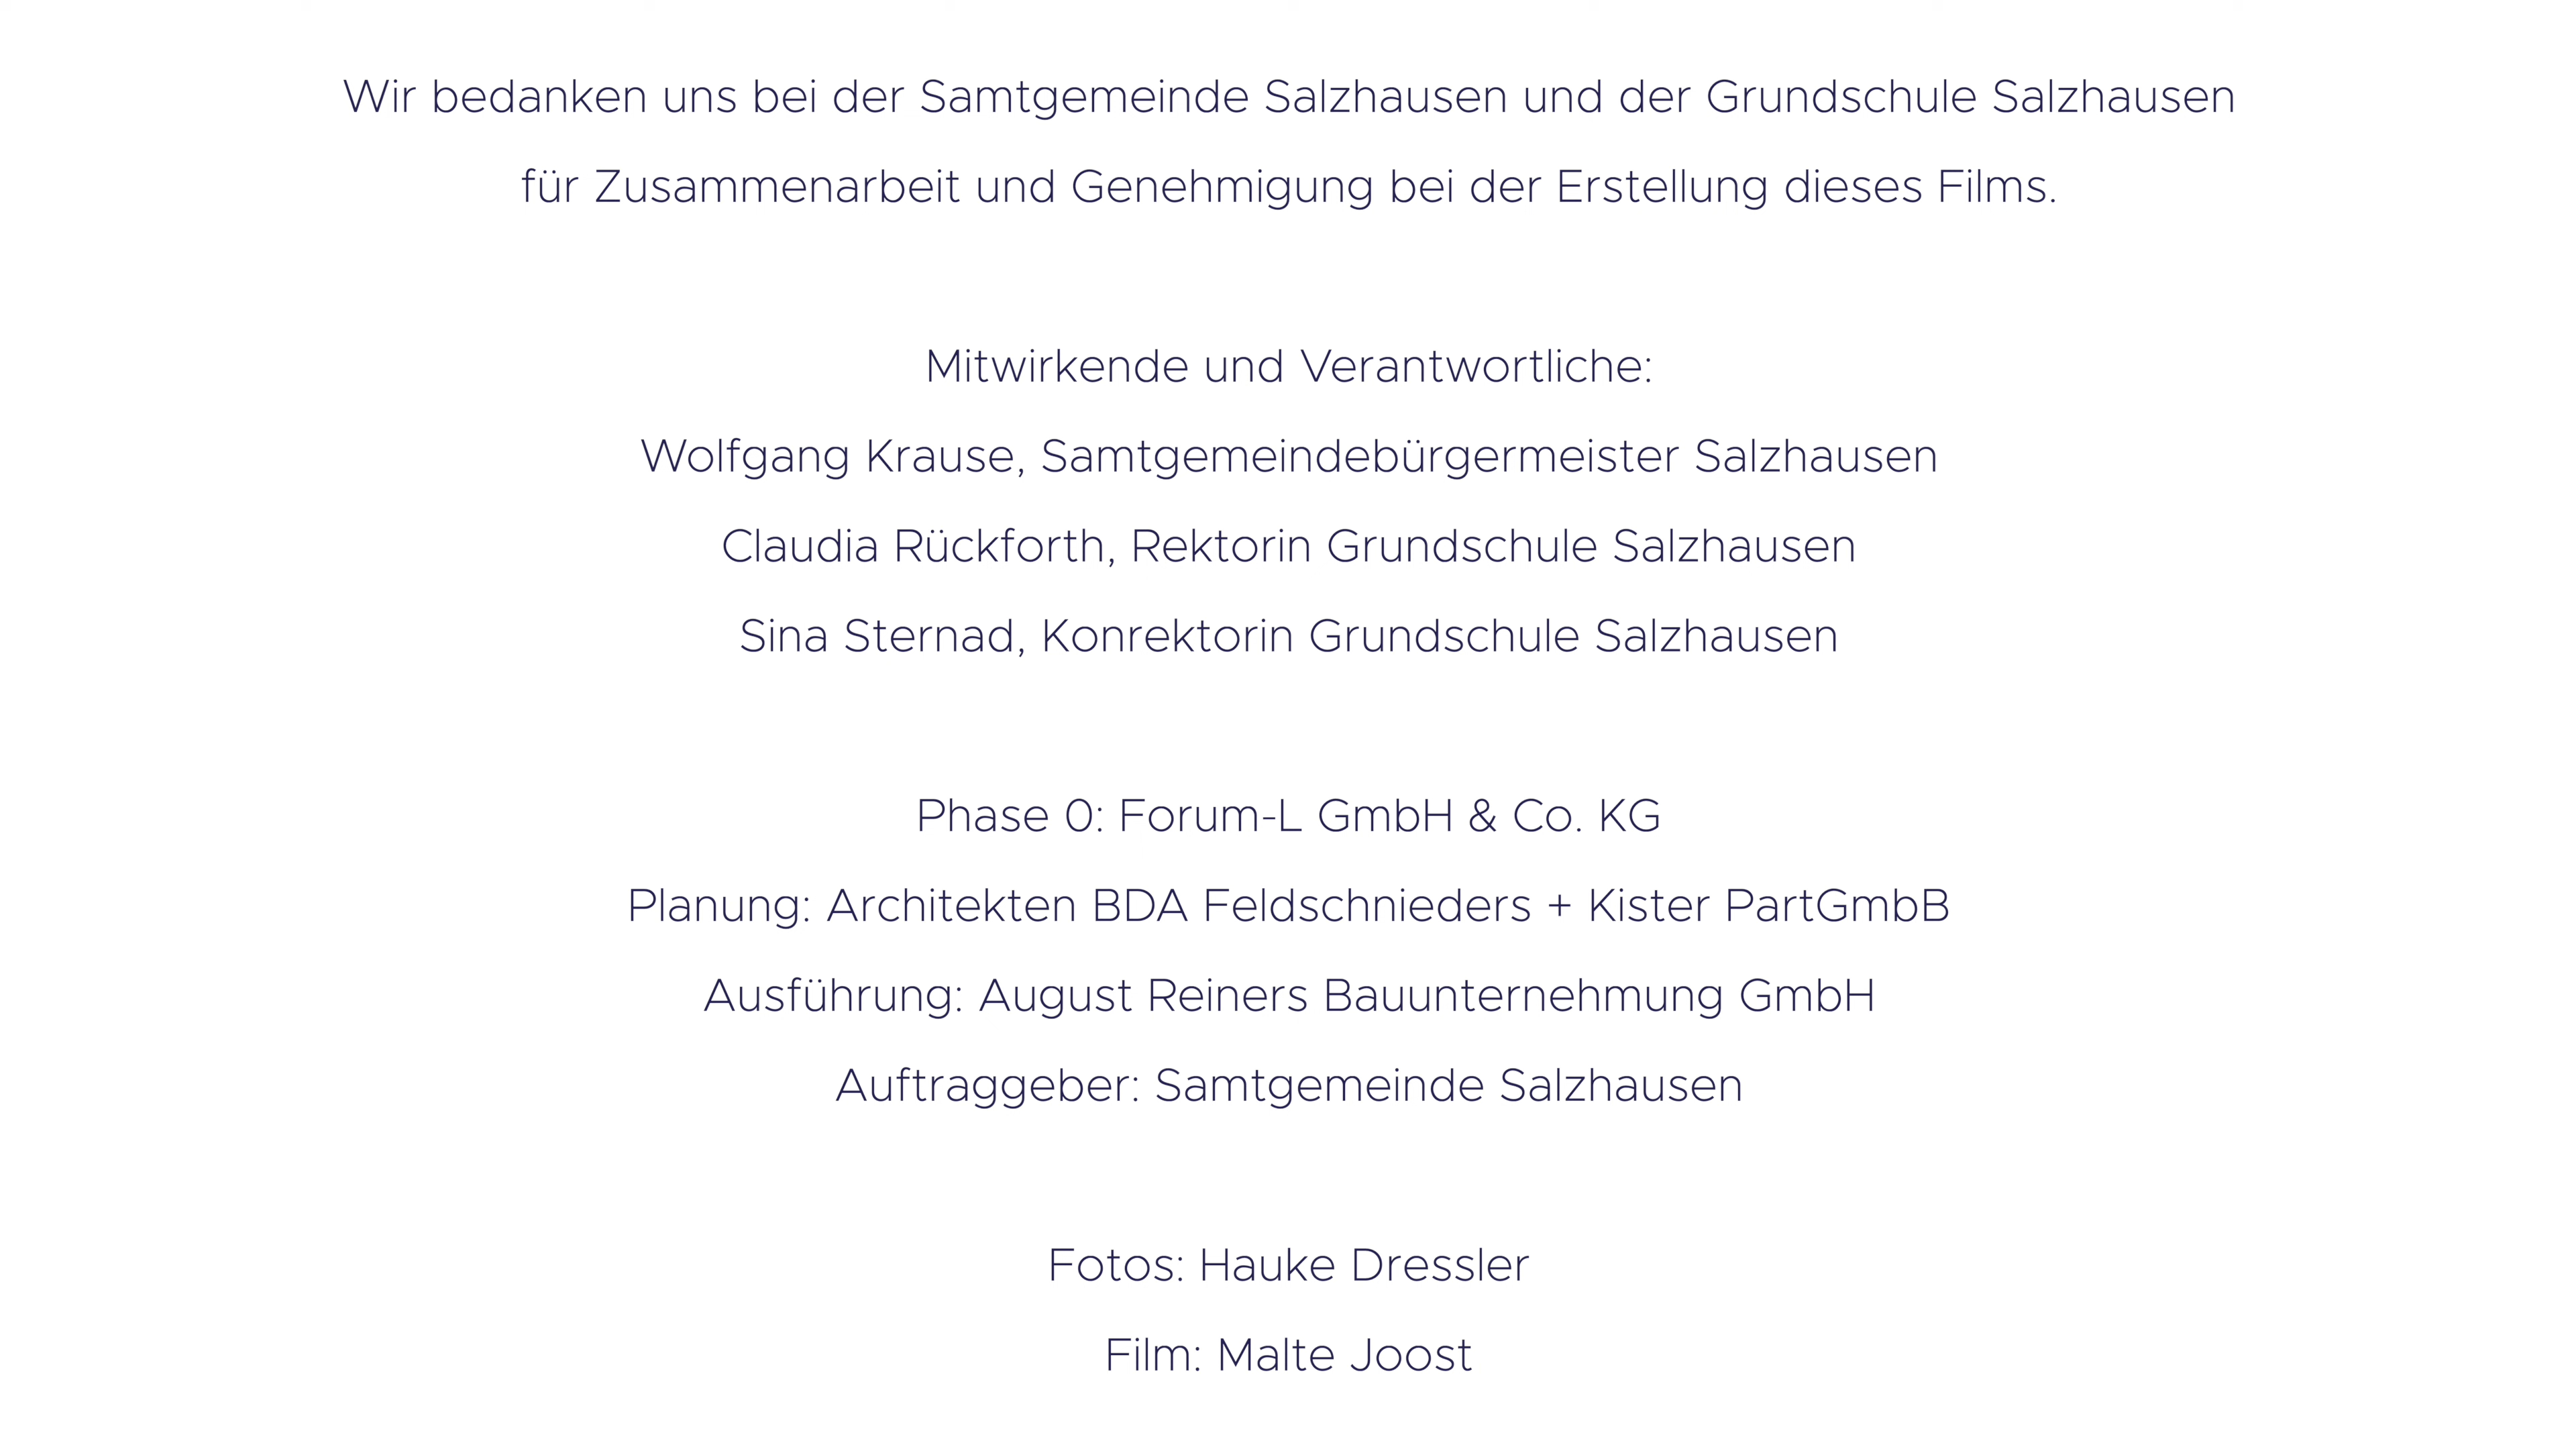 Wir bedanken uns bei der Samtgemeinde Salzhausen und der Grundschule Salzhausen
für Zusammenarbeit und Genehmigung bei der Erstellung dieses Films.
Mitwirkende und Verantwortliche:
Wolfgang Krause, Samtgemeindebürgermeister Salzhausen
Claudia Rückforth, Rektorin Grundschule Salzhausen
Sina Sternad, Konrektorin Grundschule Salzhausen
Phase 0: Forum-L GmbH & Co. KG
Planung: Architekten BDA Feldschnieders + Kister PartGmbB
Ausführung: August Reiners Bauunternehmung GmbH
Auftraggeber: Samtgemeinde Salzhausen
Fotos: Hauke Dressler
Film: Malte Joost